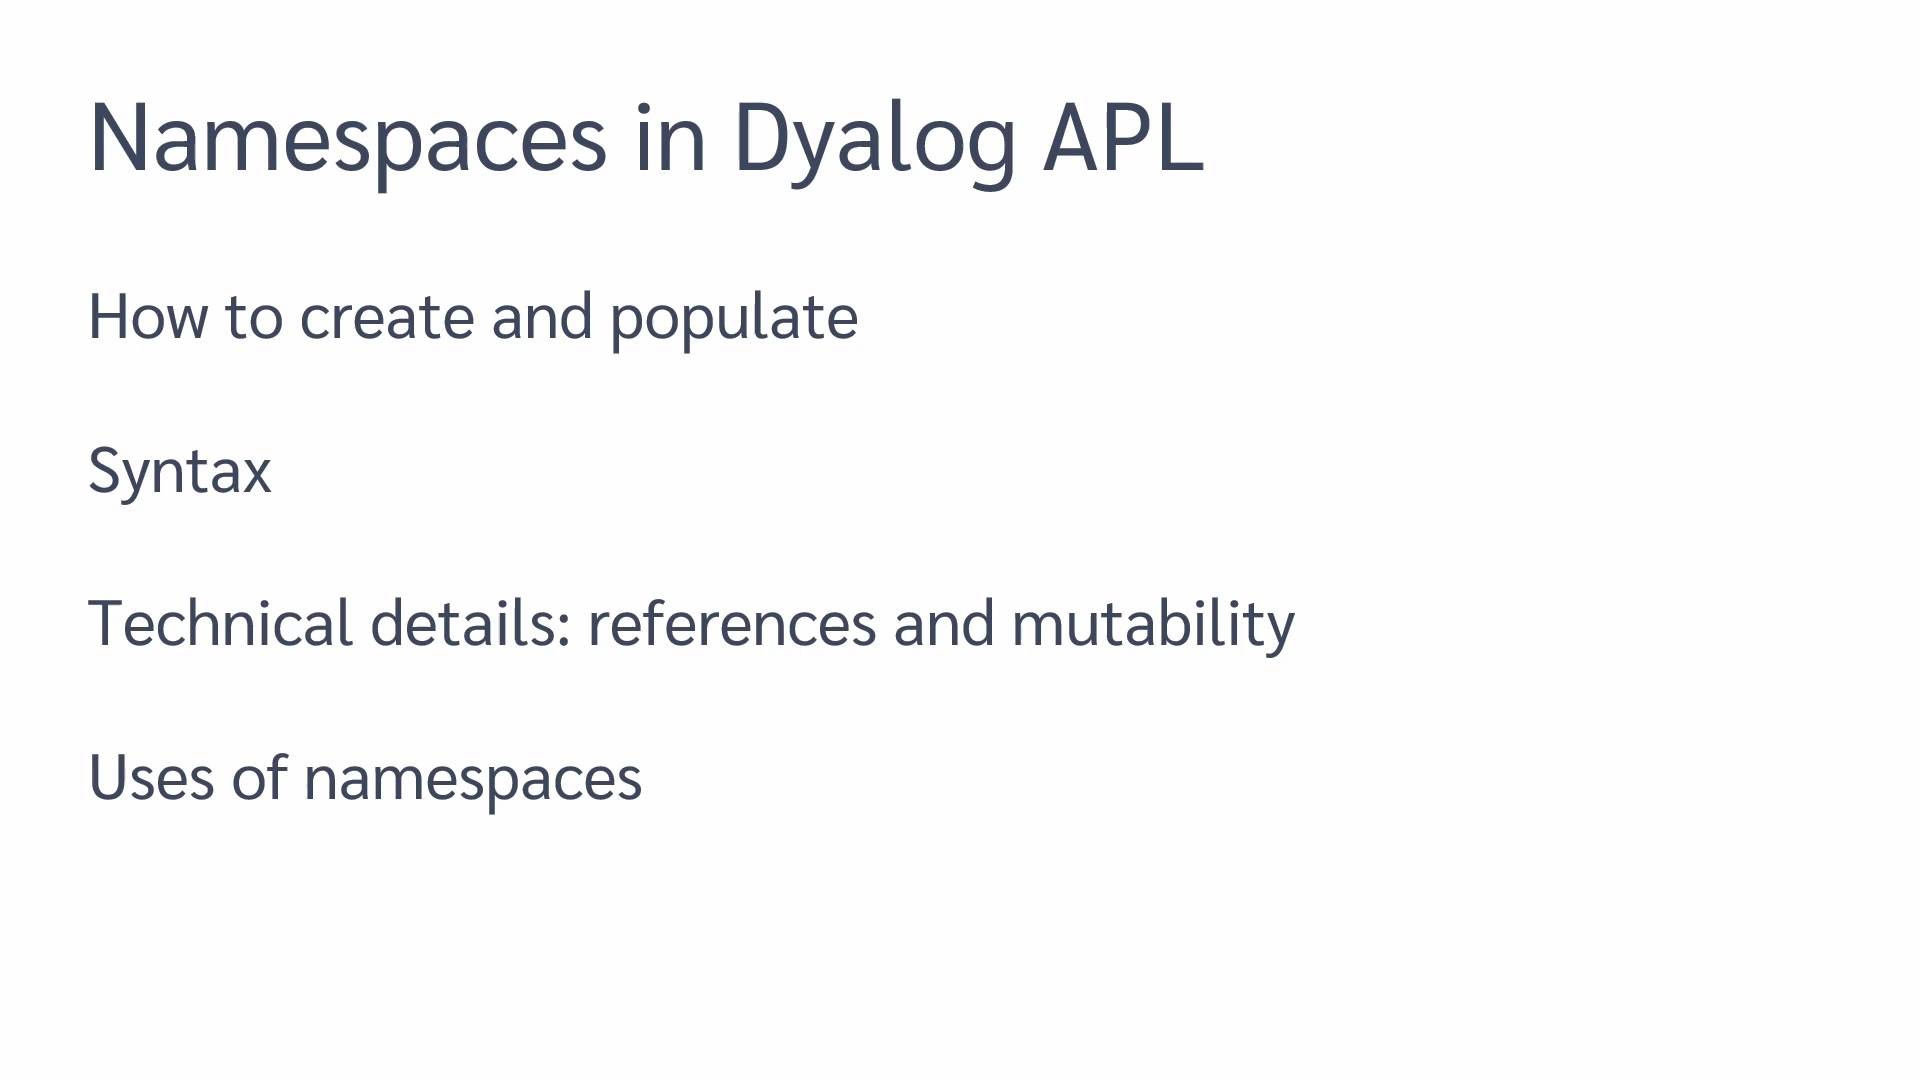 Namespaces in Dyalog APL
How to create and populate
Syntax
Technical details: references and mutability
Uses of namespaces